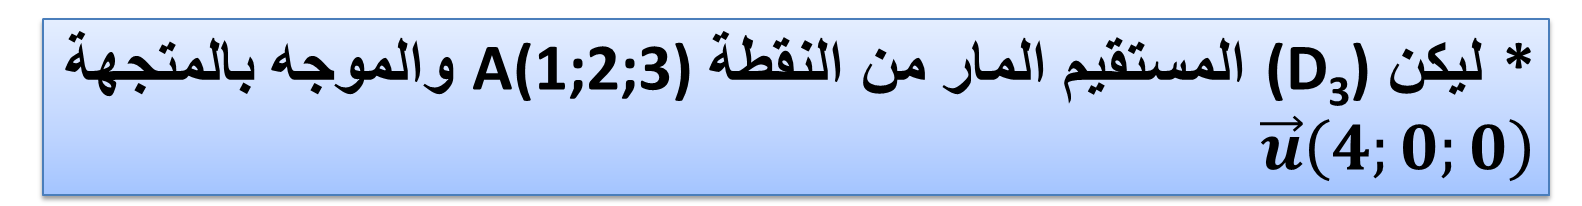 * ليكن (D₃) المستقيم المار من النقطة A(1;2;3) والموجه بالمتجهة
u⃗(4; 0; 0)